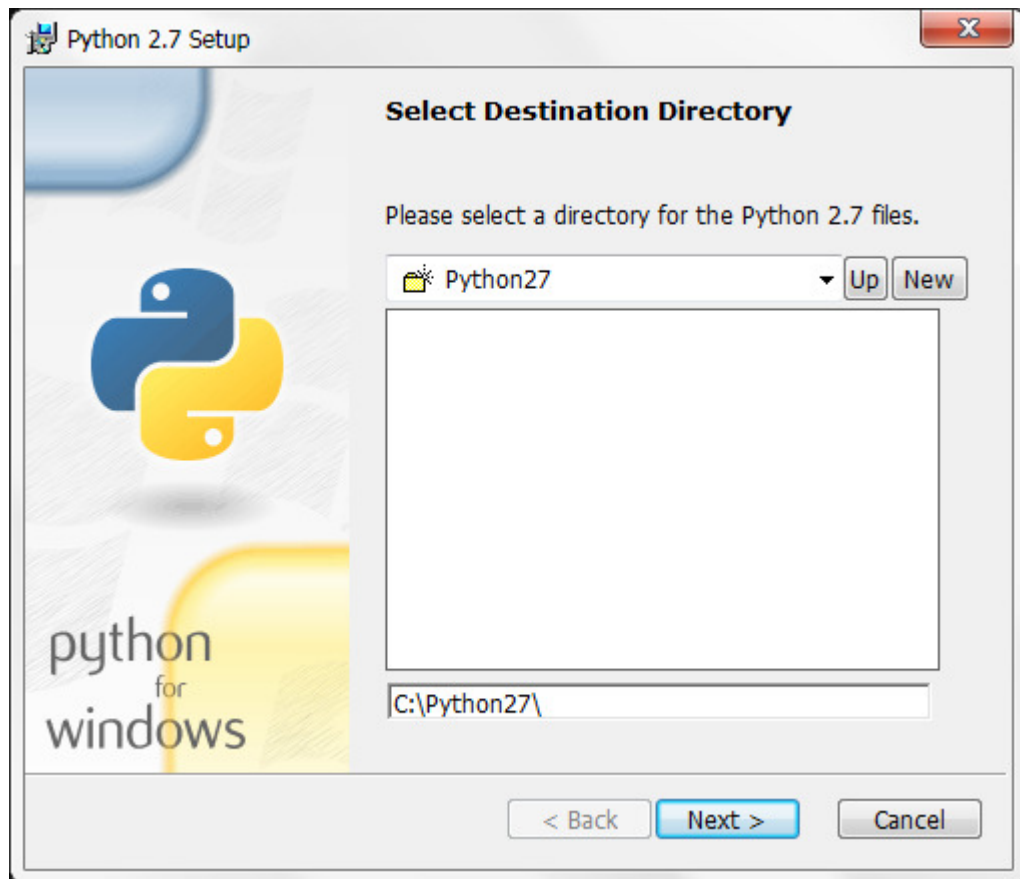 Python 2.7 Setup
Select Destination Directory
Please select a directory for the Python 2.7 files.
Python27
Up
New
C:\Python27\
python
for
windows
< Back
Next >
Cancel